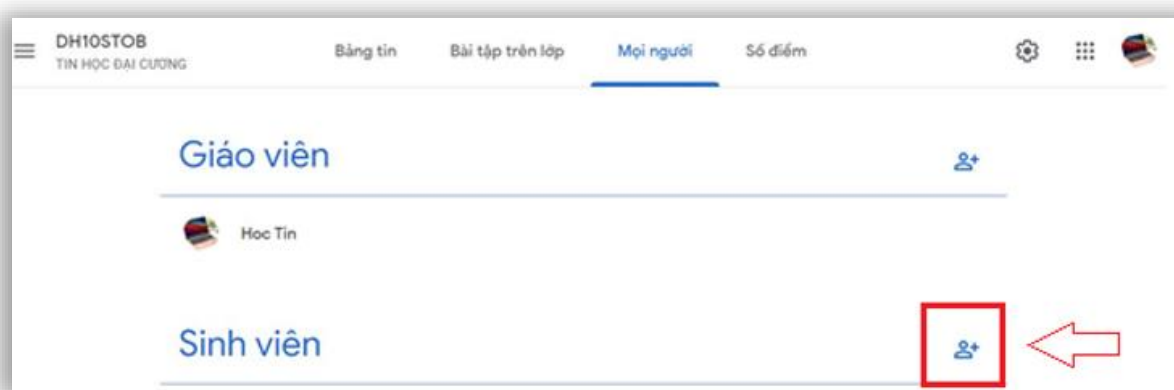 DH10STOB
TIN HỌC ĐẠI CƯƠNG
Bảng tin Bài tập trên lớp Mọi người Số điểm
Giáo viên
Hoc Tin
Sinh viên